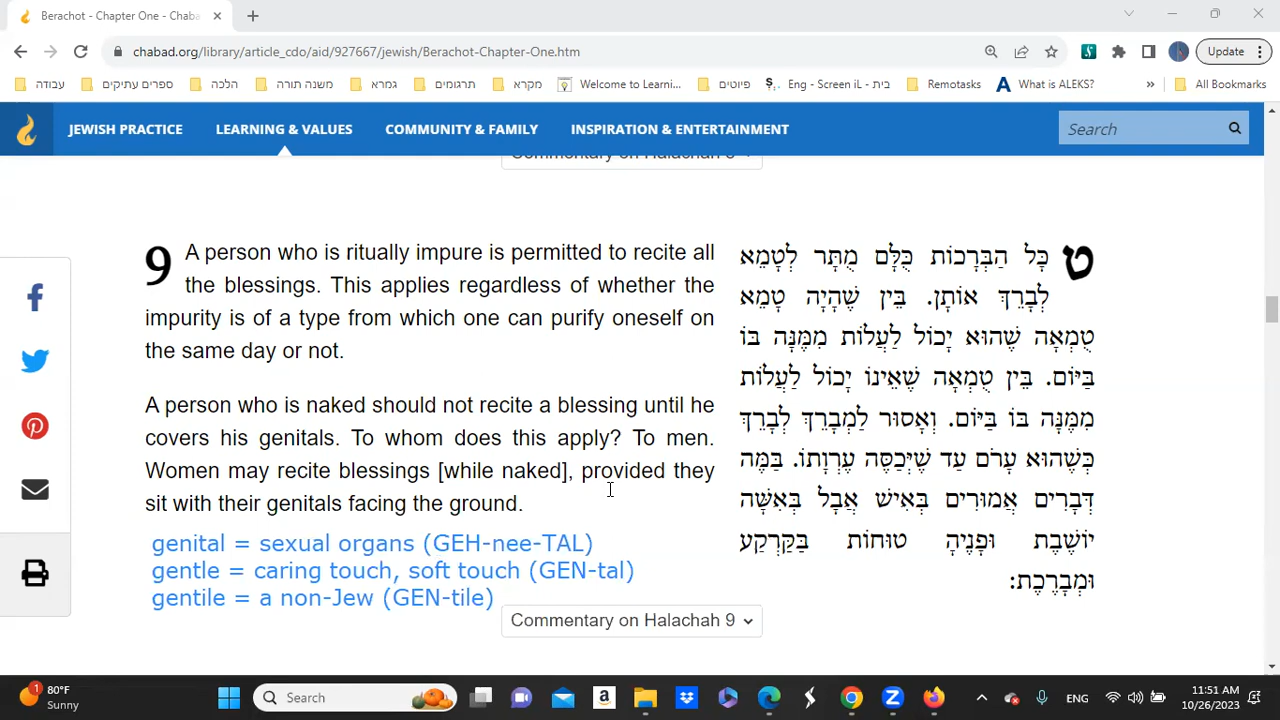 Berachot - Chapter One - Chaba
chabad.org/library/article_cdo/aid/927667/jewish/Berachot-Chapter-One.htm
Update
עבודה
ספרים עתיקים
הלכה
משנה תורה
גמרא
תרגומים
מקרא
Welcome to Learni...
פיוטים
Eng - Screen iL - בית
Remotasks
What is ALEKS?
»
All Bookmarks
JEWISH PRACTICE
LEARNING & VALUES
COMMUNITY & FAMILY
INSPIRATION & ENTERTAINMENT
Search
9 A person who is ritually impure is permitted to recite all
the blessings. This applies regardless of whether the
impurity is of a type from which one can purify oneself on
the same day or not.
A person who is naked should not recite a blessing until he
covers his genitals. To whom does this apply? To men.
Women may recite blessings [while naked], provided they
sit with their genitals facing the ground.
genital = sexual organs (GEH-nee-TAL)
gentle = caring touch, soft touch (GEN-tal)
gentile = a non-Jew (GEN-tile)
ט כָּל הַבְּרָכוֹת כֻּלָּם מֻתָּר לְטָמֵא
לְבָרֵךְ אוֹתָן. בֵּין שֶׁהָיָה טָמֵא
טֻמְאָה שֶׁהוּא יָכוֹל לַעֲלוֹת מִמֶּנָּה בּוֹ
בַּיּוֹם. בֵּין טֻמְאָה שֶׁאֵינוֹ יָכוֹל לַעֲלוֹת
מִמֶּנָּה בּוֹ בַּיּוֹם. וְאָסוּר לַמְבָרֵךְ לְבָרֵךְ
כְּשֶׁהוּא עָרֹם עַד שֶׁיְּכַסֶּה עֶרְוָתוֹ. בַּמֶּה
דְּבָרִים אֲמוּרִים בְּאִישׁ אֲבָל בְּאִשָּׁה
יוֹשֶׁבֶת וּפָנֶיהָ טוּחוֹת בַּקַּרְקַע
וּמְבָרֶכֶת:
Commentary on Halachah 9
80°F
Sunny
Search
ENG
11:51 AM
10/26/2023